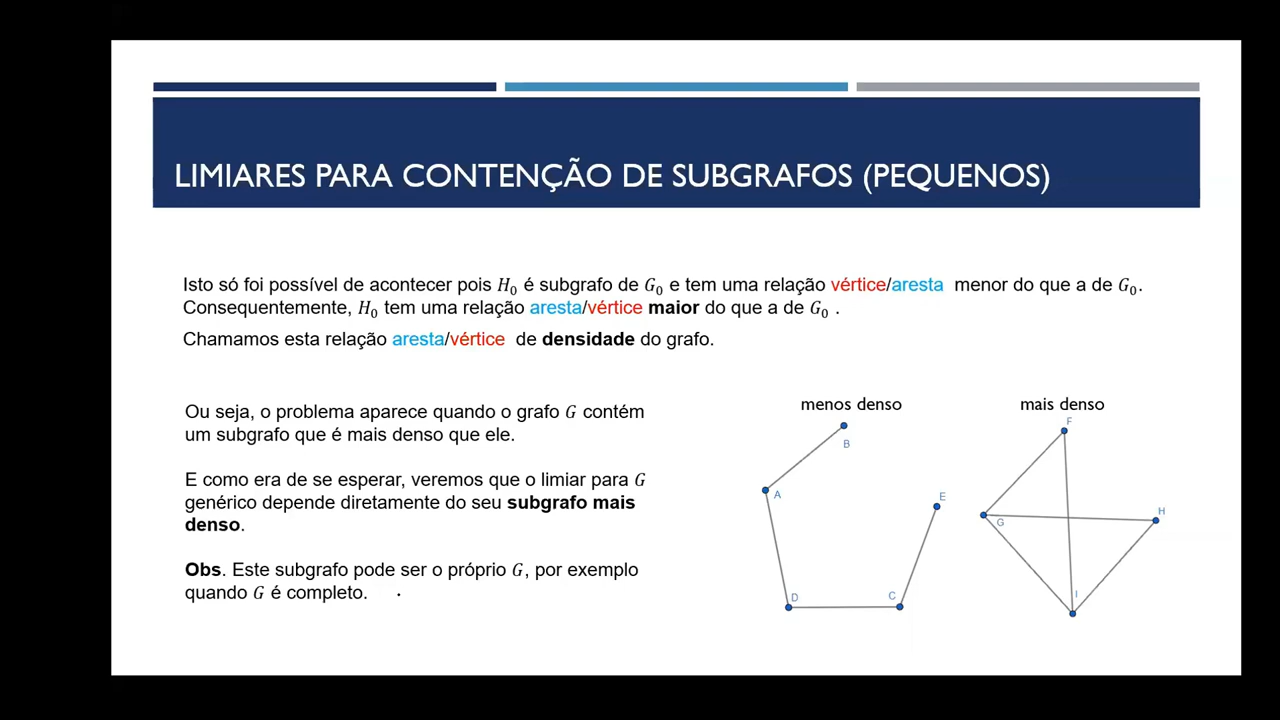 LIMIARES PARA CONTENÇÃO DE SUBGRAFOS (PEQUENOS)
Isto só foi possível de acontecer pois H₀ é subgrafo de G₀ e tem uma relação vértice/aresta menor do que a de G₀.
Consequentemente, H₀ tem uma relação aresta/vértice maior do que a de G₀ .
Chamamos esta relação aresta/vértice de densidade do grafo.
Ou seja, o problema aparece quando o grafo G contém
um subgrafo que é mais denso que ele.
E como era de se esperar, veremos que o limiar para G
genérico depende diretamente do seu subgrafo mais
denso.
Obs. Este subgrafo pode ser o próprio G, por exemplo
quando G é completo.
menos denso
B
A
E
D
C
mais denso
F
G
H
I